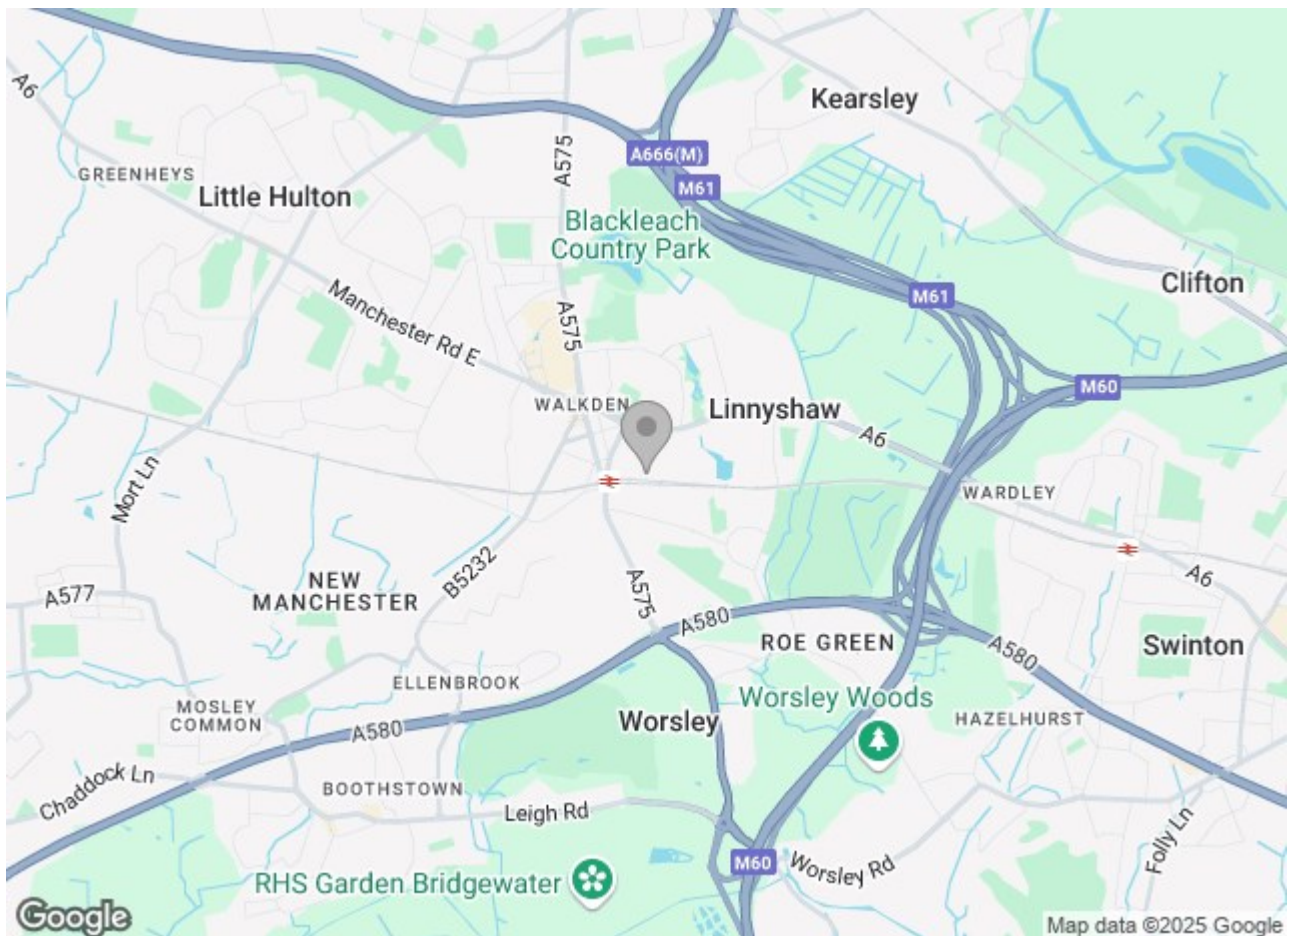 A6
GREENHEYS
Little Hulton
A575
Kearsley
A666(M)
M61
Blackleach
Country Park
M61
Clifton
Manchester Rd E
A575
M60
WALKDEN
Linnyshaw
A6
Mort Ln
WARDLEY
B5232
A577
NEW
MANCHESTER
A575
A580
ROE GREEN
A6
A580
Swinton
ELLENBROOK
MOSLEY
COMMON
A580
Worsley
Worsley Woods
HAZELHURST
Chaddock Ln
BOOTHSTOWN
Leigh Rd
M60
Worsley Rd
Folly Ln
RHS Garden Bridgewater
Google
Map data ©2025 Google